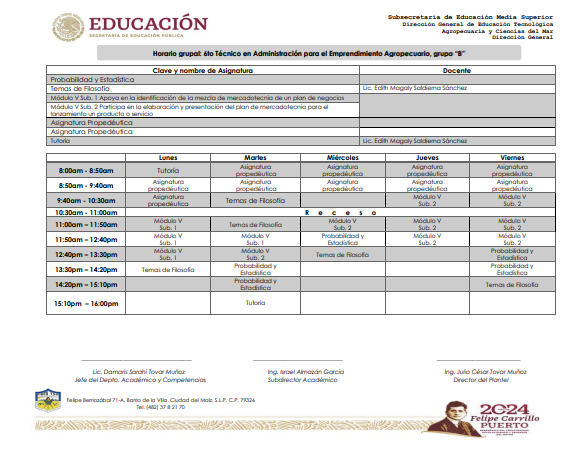 EDUCACIÓN
SECRETARÍA DE EDUCACIÓN PÚBLICA
Subsecretaría de Educación Media Superior
Dirección General de Educación Tecnológica
Agropecuaria y Ciencias del Mar
Dirección General
Horario grupal: 6to Técnico en Administración para el Emprendimiento Agropecuario, grupo "B"
Clave y nombre de Asignatura Docente
Probabilidad y Estadística
Temas de Filosofía Lic. Edith Magaly Saldierna Sánchez
Módulo V Sub. 1 Apoya en la identificación de la mezcla de mercadotecnia de un plan de negocios
Módulo V Sub. 2 Participa en la elaboración y presentación del plan de mercadotecnia para el
lanzamiento un producto o servicio
Asignatura Propedéutica
Asignatura Propedéutica
Tutoría Lic. Edith Magaly Saldierna Sánchez
Lunes Martes Miércoles Jueves Viernes
8:00am - 8:50am Tutoría Asignatura propedéutica Asignatura propedéutica Asignatura propedéutica Asignatura propedéutica
8:50am - 9:40am Asignatura propedéutica Asignatura propedéutica Asignatura propedéutica Asignatura propedéutica Asignatura propedéutica
9:40am - 10:30am Asignatura propedéutica Temas de Filosofía Módulo V Sub. 2 Módulo V Sub. 2
10:30am - 11:00am R e c e s o
11:00am – 11:50am Módulo V Sub. 1 Temas de Filosofía Módulo V Sub. 2 Módulo V Sub. 2 Módulo V Sub. 2
11:50am – 12:40pm Módulo V Sub. 1 Módulo V Sub. 1 Probabilidad y Estadística Módulo V Sub. 2 Módulo V Sub. 2
12:40pm – 13:30pm Módulo V Sub. 2 Módulo V Sub. 2 Temas de Filosofía Probabilidad y Estadística
13:30pm – 14:20pm Temas de Filosofía Probabilidad y Estadística Probabilidad y Estadística
14:20pm – 15:10pm Probabilidad y Estadística Temas de Filosofía
15:10pm – 16:00pm Tutoría
Lic. Damaris Sarahí Tovar Muñoz Ing. Israel Almazán García Ing. Julio César Tovar Muñoz
Jefe del Depto. Académico y Competencias Subdirector Académico Director del Plantel
Felipe Berriozábal 71-A, Barrio de la Villa, Ciudad del Maíz, S.L.P. C.P. 79326
Tel. (482) 37 8 21 70
2024
Felipe Carrillo
PUERTO